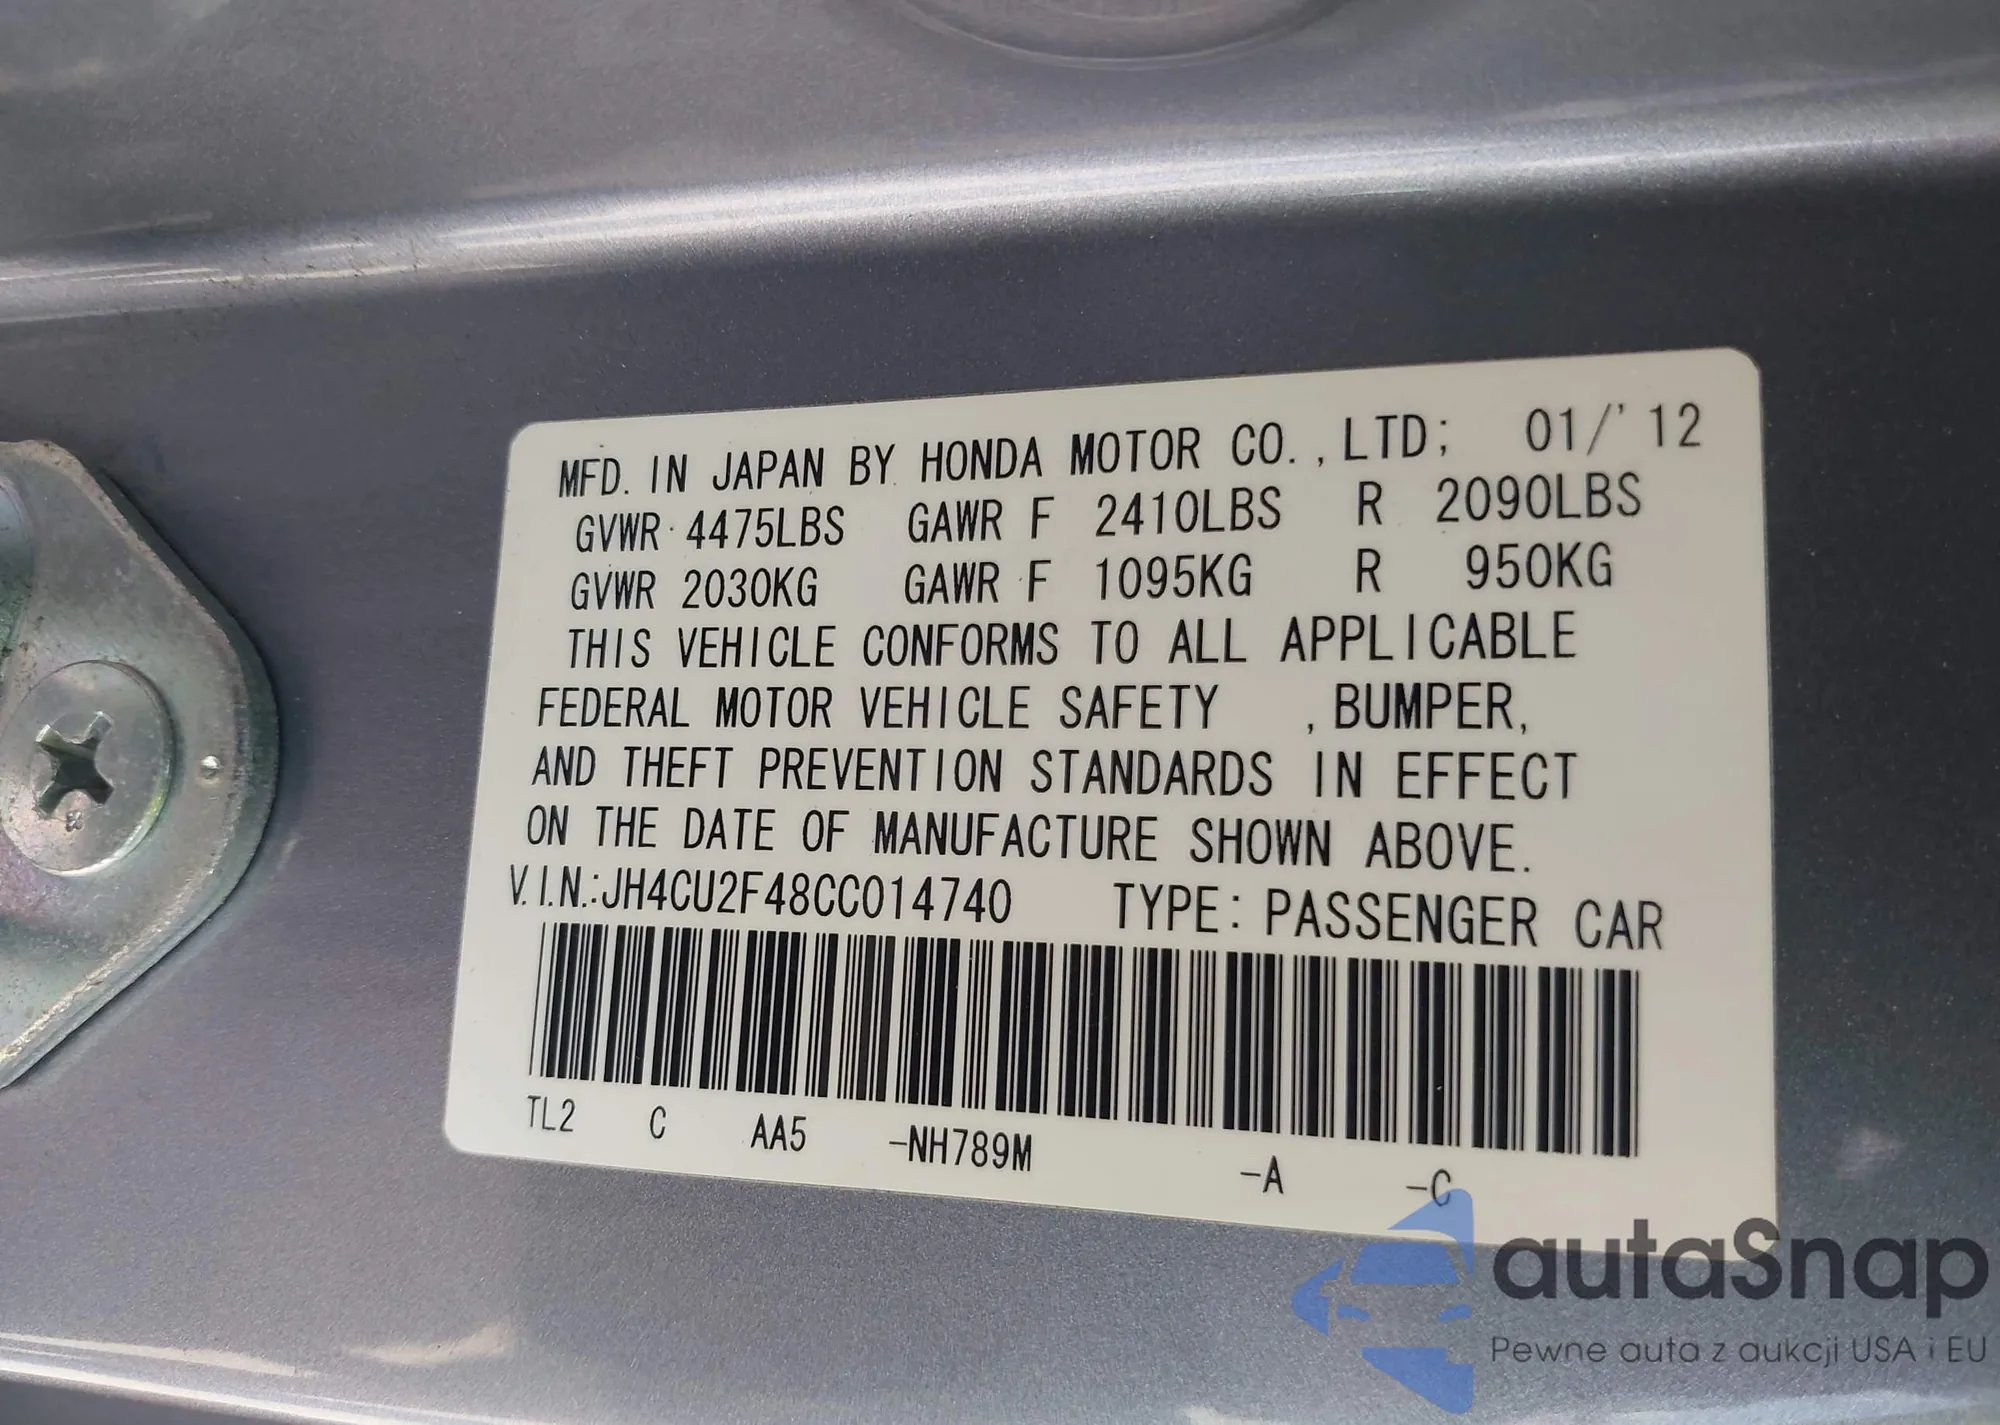 MFD. IN JAPAN BY HONDA MOTOR CO., LTD; 01/'12
GVWR 4475LBS GAWR F 2410LBS R 2090LBS
GVWR 2030KG GAWR F 1095KG R 950KG
THIS VEHICLE CONFORMS TO ALL APPLICABLE
FEDERAL MOTOR VEHICLE SAFETY , BUMPER,
AND THEFT PREVENTION STANDARDS IN EFFECT
ON THE DATE OF MANUFACTURE SHOWN ABOVE.
V.I.N.:JH4CU2F48CC014740 TYPE: PASSENGER CAR
TL2 C AA5 -NH789M -A -C
autaSnap
Pewne auta z aukcji USA i EU